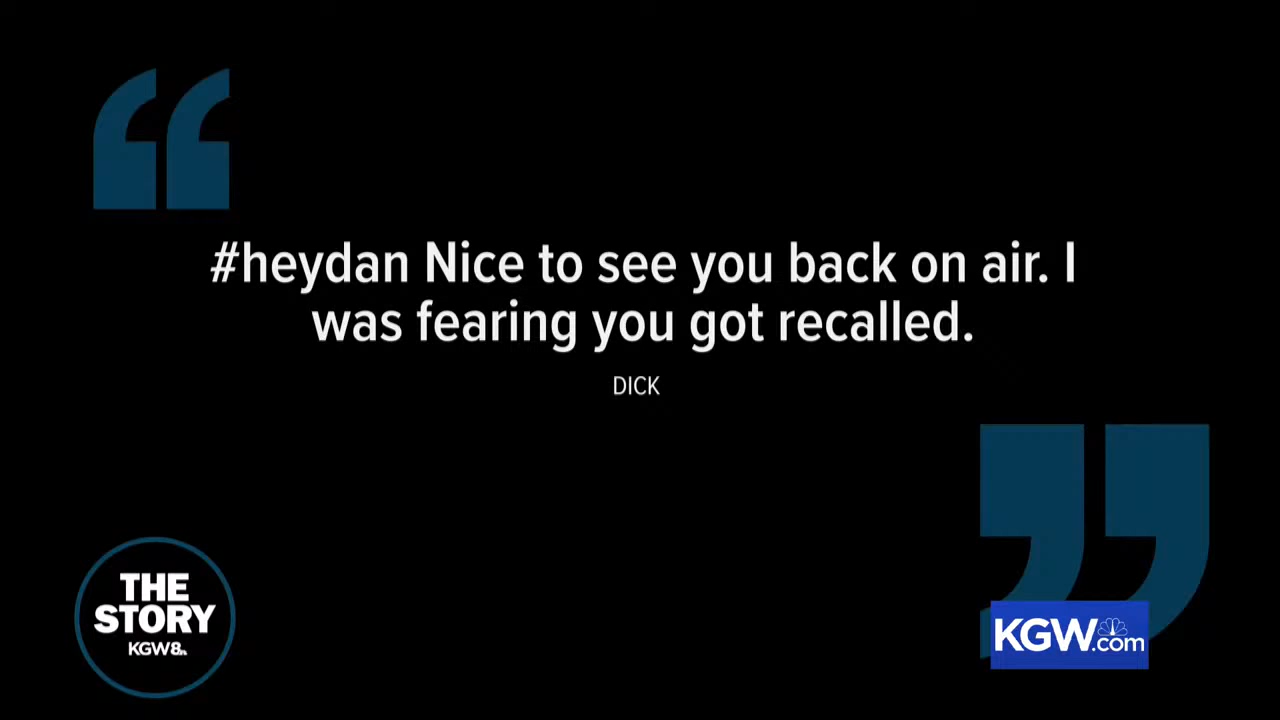 #heydan Nice to see you back on air. I
was fearing you got recalled.
DICK
THE
STORY
KGW8
KGW.com